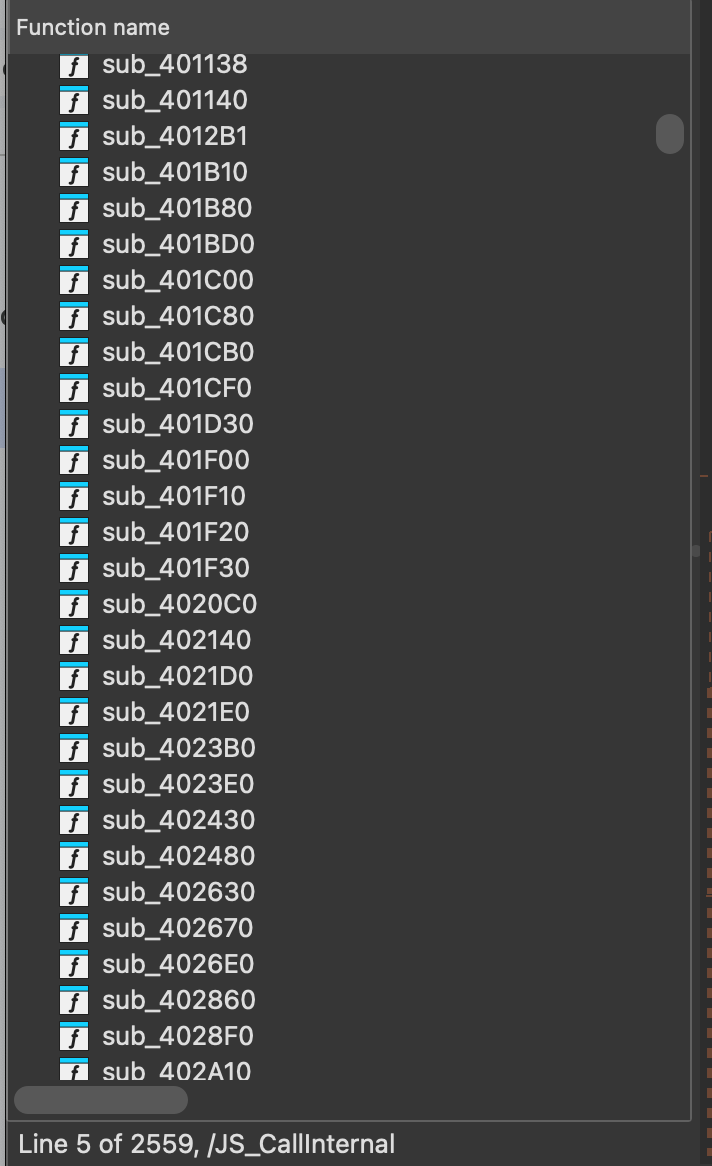 Function name
sub_401138
sub_401140
sub_4012B1
sub_401B10
sub_401B80
sub_401BD0
sub_401C00
sub_401C80
sub_401CB0
sub_401CF0
sub_401D30
sub_401F00
sub_401F10
sub_401F20
sub_401F30
sub_4020C0
sub_402140
sub_4021D0
sub_4021E0
sub_4023B0
sub_4023E0
sub_402430
sub_402480
sub_402630
sub_402670
sub_4026E0
sub_402860
sub_4028F0
sub_402A10
Line 5 of 2559, /JS_CallInternal